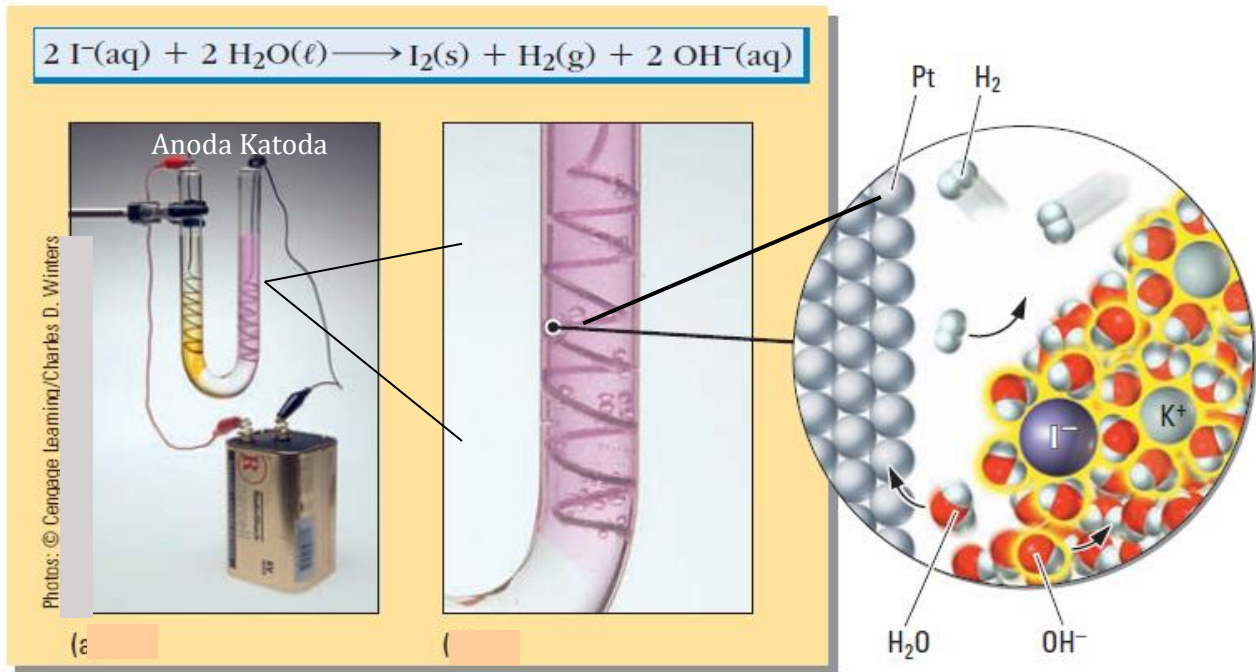 2 I⁻(aq) + 2 H₂O(ℓ) ⟶ I₂(s) + H₂(g) + 2 OH⁻(aq)
Anoda Katoda
Photos: © Cengage Learning/Charles D. Winters
(a
(
Pt
H₂
I⁻
K⁺
H₂O
OH⁻